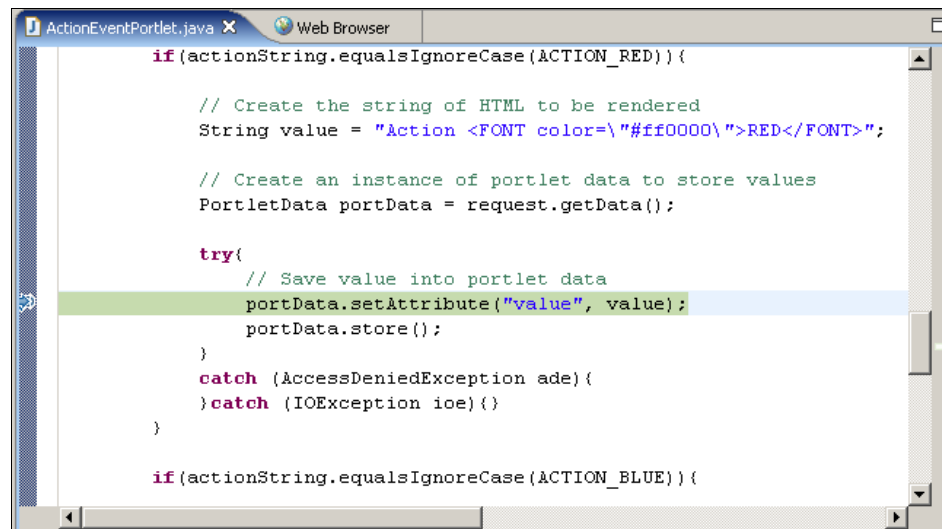 ActionEventPortlet.java Web Browser
if(actionString.equalsIgnoreCase(ACTION_RED)){
// Create the string of HTML to be rendered
String value = "Action <FONT color=\"#ff0000\">RED</FONT>";
// Create an instance of portlet data to store values
PortletData portData = request.getData();
try{
// Save value into portlet data
portData.setAttribute("value", value);
portData.store();
}
catch (AccessDeniedException ade){
}catch (IOException ioe){}
}
if(actionString.equalsIgnoreCase(ACTION_BLUE)){